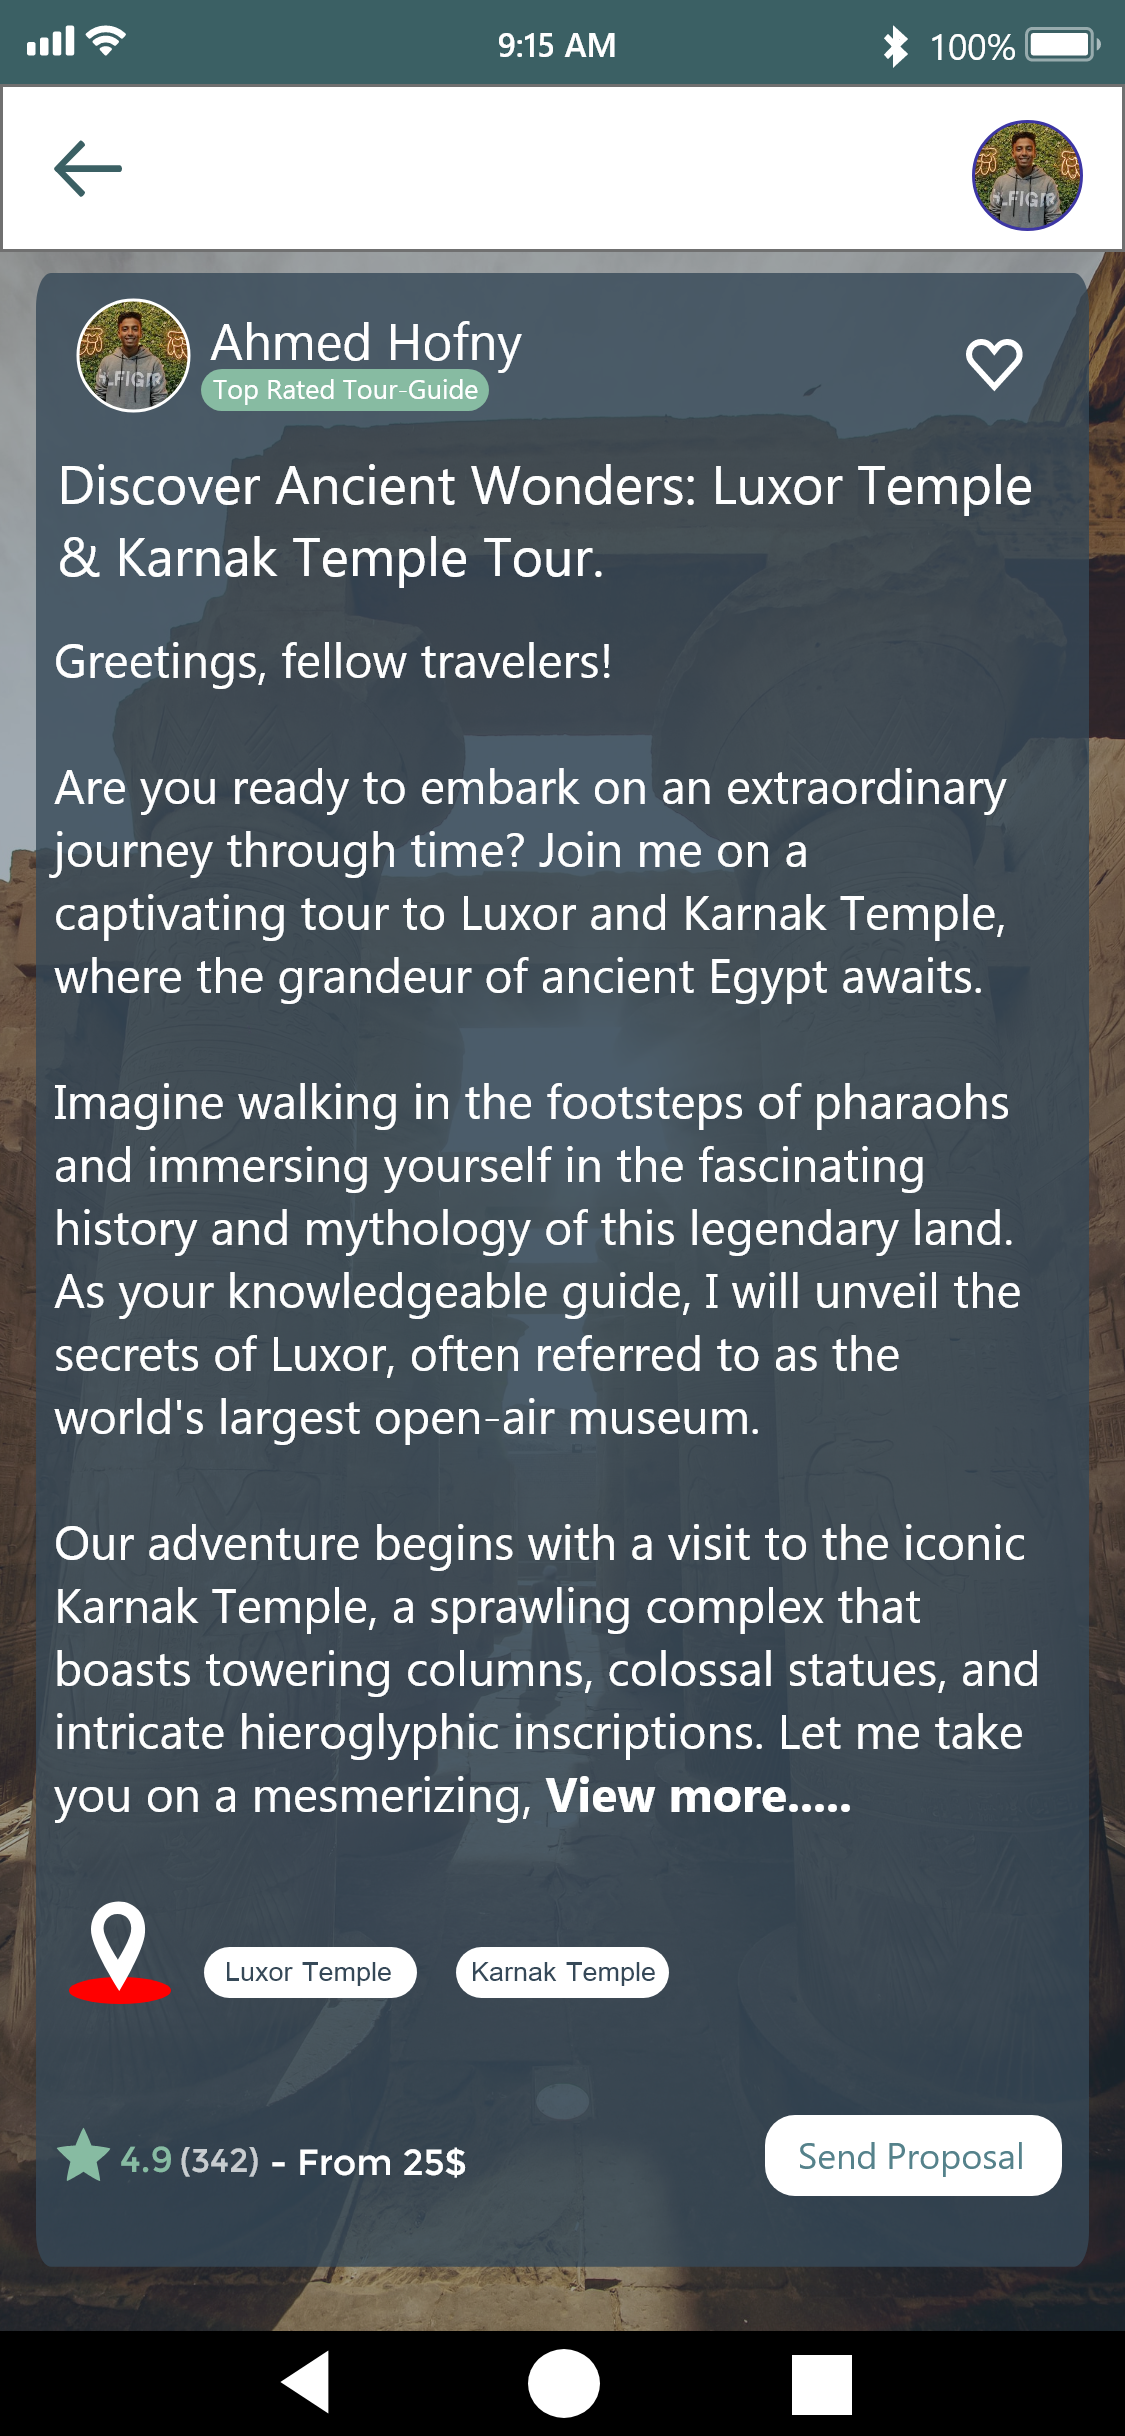 9:15 AM
100%
Ahmed Hofny
Top Rated Tour-Guide
Discover Ancient Wonders: Luxor Temple
& Karnak Temple Tour.
Greetings, fellow travelers!
Are you ready to embark on an extraordinary
journey through time? Join me on a
captivating tour to Luxor and Karnak Temple,
where the grandeur of ancient Egypt awaits.
Imagine walking in the footsteps of pharaohs
and immersing yourself in the fascinating
history and mythology of this legendary land.
As your knowledgeable guide, I will unveil the
secrets of Luxor, often referred to as the
world's largest open-air museum.
Our adventure begins with a visit to the iconic
Karnak Temple, a sprawling complex that
boasts towering columns, colossal statues, and
intricate hieroglyphic inscriptions. Let me take
you on a mesmerizing, View more.....
Luxor Temple
Karnak Temple
4.9 (342) - From 25$
Send Proposal